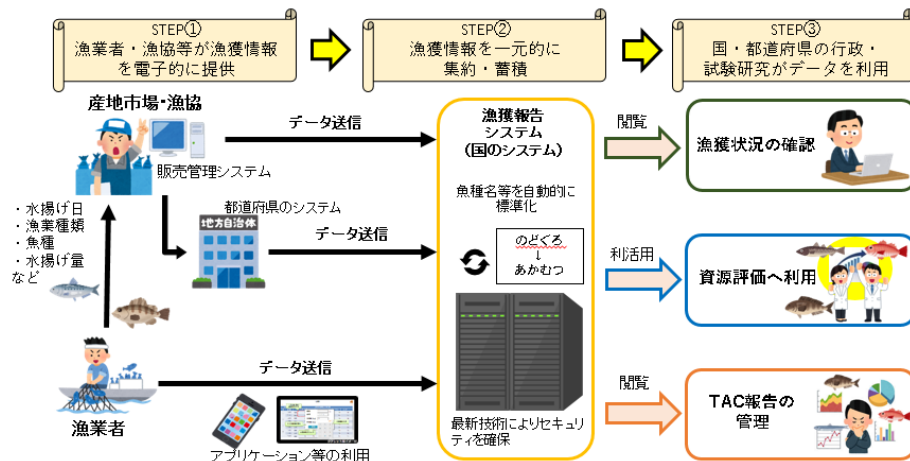 STEP①
漁業者・漁協等が漁獲情報
を電子的に提供
STEP②
漁獲情報を一元的に
集約・蓄積
STEP③
国・都道府県の行政・
試験研究がデータを利用
産地市場・漁協
販売管理システム
データ送信
・水揚げ日
・漁業種類
・魚種
・水揚げ量
など
都道府県のシステム
地方自治体
データ送信
漁業者
データ送信
アプリケーション等の利用
漁獲報告
システム
(国のシステム)
魚種名等を自動的に
標準化
のどぐろ
↓
あかむつ
最新技術によりセキュリ
ティを確保
閲覧
漁獲状況の確認
利活用
資源評価へ利用
閲覧
TAC報告の
管理